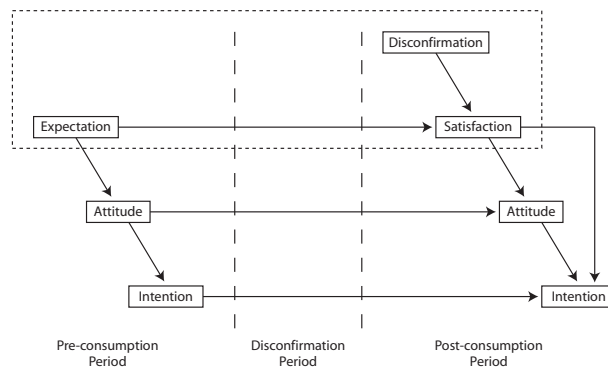 Disconfirmation
Expectation
Satisfaction
Attitude
Attitude
Intention
Intention
Pre-consumption
Period
Disconfirmation
Period
Post-consumption
Period